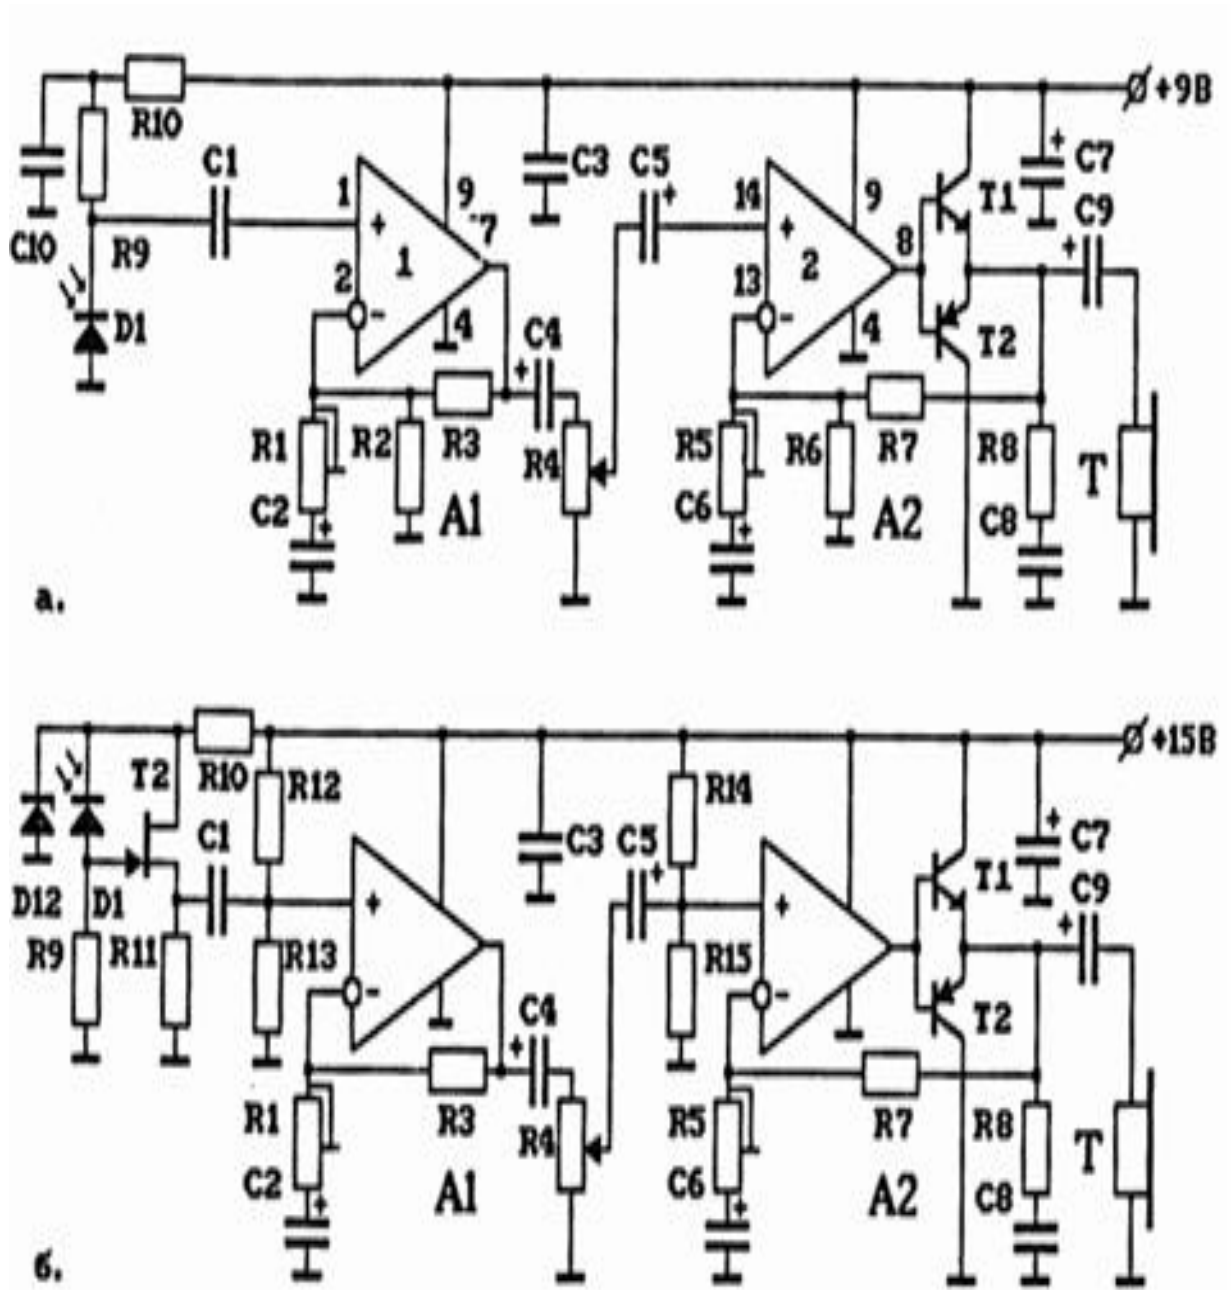 +9В
R10
C1
C3
C5
C7
C10
R9
1
9
7
14
9
T1
C9
+
1
2
+
2
8
D1
-
4
C4
13
-
4
T2
R1
R2
R3
R4
R5
R6
R7
R8
T
C2
A1
C6
A2
C8
а.
+15В
T2
R10
R12
R14
C1
C3
C5
C7
T1
C9
D12
D1
+
+
R9
R11
R13
R15
-
-
T2
C4
R1
R3
R4
R5
R7
R8
T
C2
A1
C6
A2
C8
б.